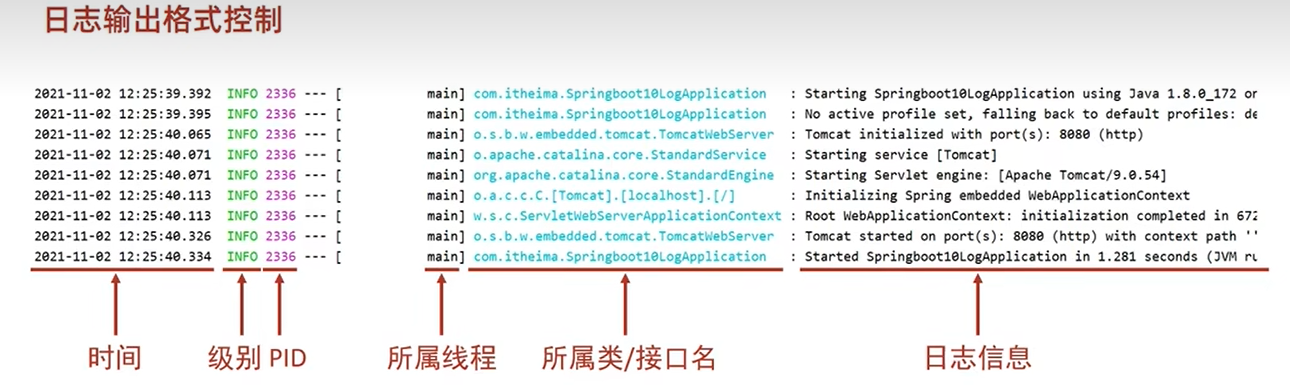 日志输出格式控制
2021-11-02 12:25:39.392 INFO 2336 --- [ main] com.itheima.Springboot10LogApplication : Starting Springboot10LogApplication using Java 1.8.0_172 on
2021-11-02 12:25:39.395 INFO 2336 --- [ main] com.itheima.Springboot10LogApplication : No active profile set, falling back to default profiles: de
2021-11-02 12:25:40.065 INFO 2336 --- [ main] o.s.b.w.embedded.tomcat.TomcatWebServer : Tomcat initialized with port(s): 8080 (http)
2021-11-02 12:25:40.071 INFO 2336 --- [ main] o.apache.catalina.core.StandardService : Starting service [Tomcat]
2021-11-02 12:25:40.071 INFO 2336 --- [ main] org.apache.catalina.core.StandardEngine : Starting Servlet engine: [Apache Tomcat/9.0.54]
2021-11-02 12:25:40.113 INFO 2336 --- [ main] o.a.c.c.C.[Tomcat].[localhost].[/] : Initializing Spring embedded WebApplicationContext
2021-11-02 12:25:40.113 INFO 2336 --- [ main] w.s.c.ServletWebServerApplicationContext : Root WebApplicationContext: initialization completed in 672
2021-11-02 12:25:40.326 INFO 2336 --- [ main] o.s.b.w.embedded.tomcat.TomcatWebServer : Tomcat started on port(s): 8080 (http) with context path ''
2021-11-02 12:25:40.334 INFO 2336 --- [ main] com.itheima.Springboot10LogApplication : Started Springboot10LogApplication in 1.281 seconds (JVM ru
时间 级别 PID 所属线程 所属类/接口名 日志信息